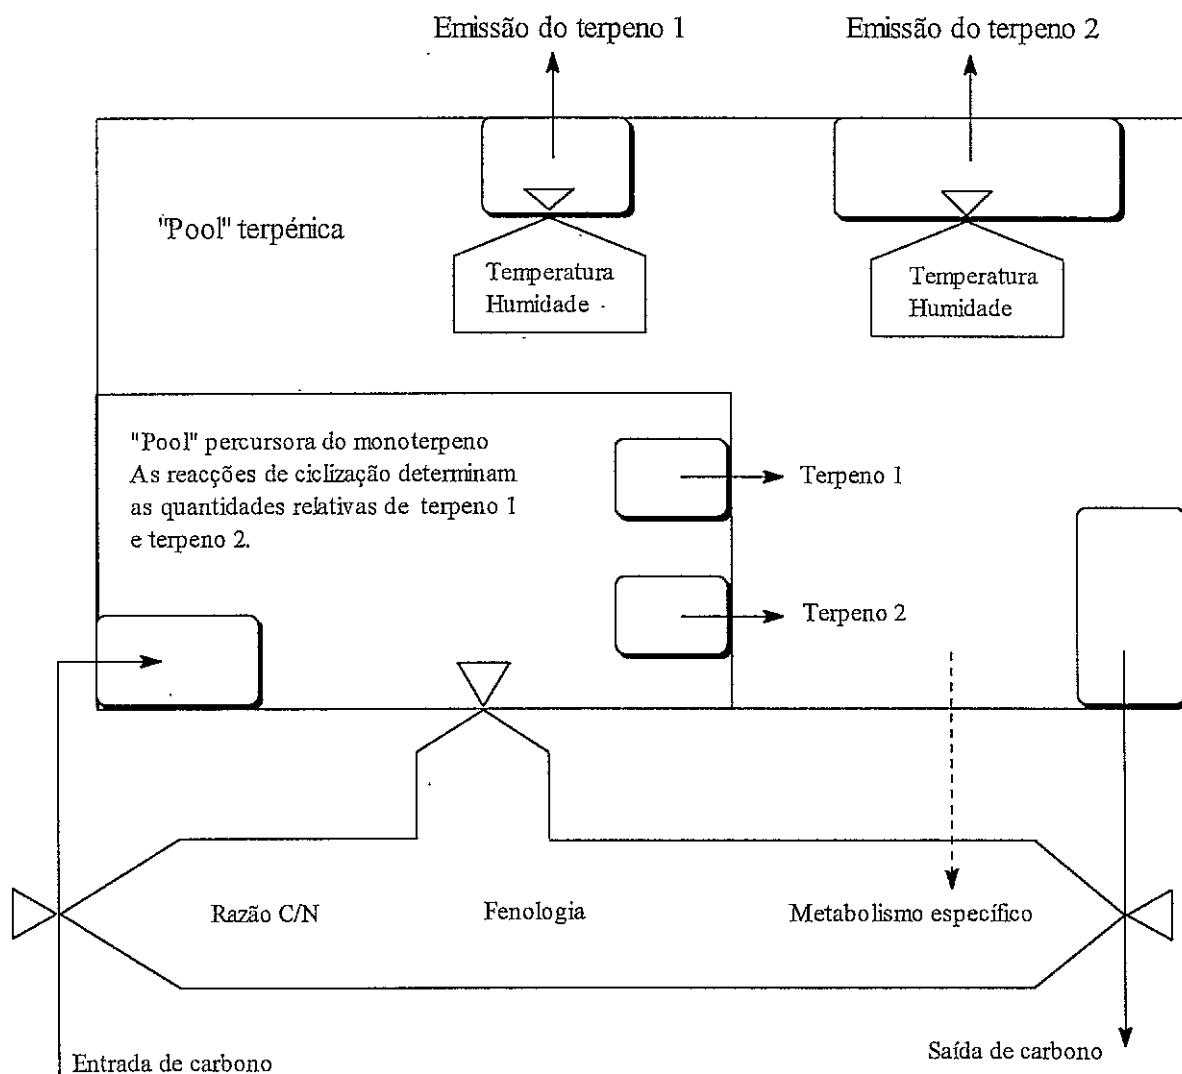 Emissão do terpeno 1
Emissão do terpeno 2
"Pool" terpénica
Temperatura
Humidade
Temperatura
Humidade
"Pool" percursora do monoterpeno
As reacções de ciclização determinam
as quantidades relativas de terpeno 1
e terpeno 2.
Terpeno 1
Terpeno 2
Razão C/N
Fenologia
Metabolismo específico
Entrada de carbono
Saída de carbono